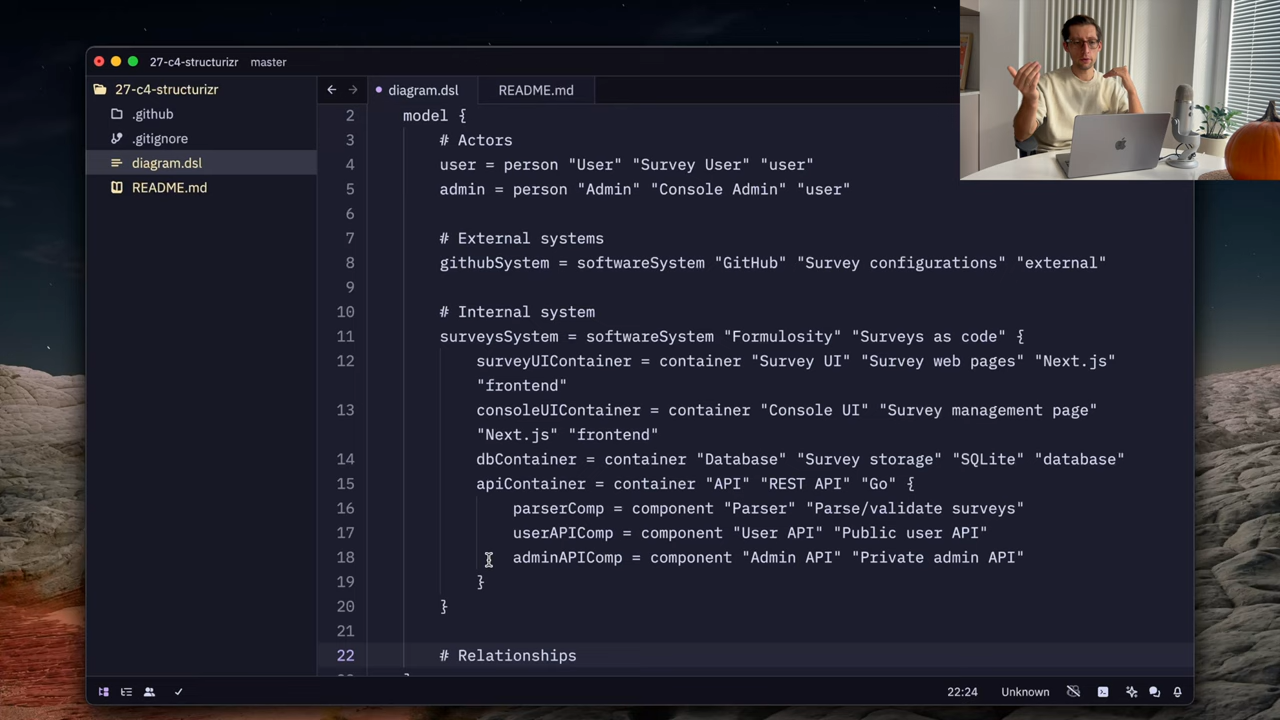 27-c4-structurizr master
27-c4-structurizr
.github
.gitignore
diagram.dsl
README.md
diagram.dsl README.md
2 model {
3 # Actors
4 user = person "User" "Survey User" "user"
5 admin = person "Admin" "Console Admin" "user"
6
7 # External systems
8 githubSystem = softwareSystem "GitHub" "Survey configurations" "external"
9
10 # Internal system
11 surveysSystem = softwareSystem "Formulosity" "Surveys as code" {
12 surveyUIContainer = container "Survey UI" "Survey web pages" "Next.js"
"frontend"
13 consoleUIContainer = container "Console UI" "Survey management page"
"Next.js" "frontend"
14 dbContainer = container "Database" "Survey storage" "SQLite" "database"
15 apiContainer = container "API" "REST API" "Go" {
16 parserComp = component "Parser" "Parse/validate surveys"
17 userAPIComp = component "User API" "Public user API"
18 adminAPIComp = component "Admin API" "Private admin API"
19 }
20 }
21
22 # Relationships
22:24 Unknown